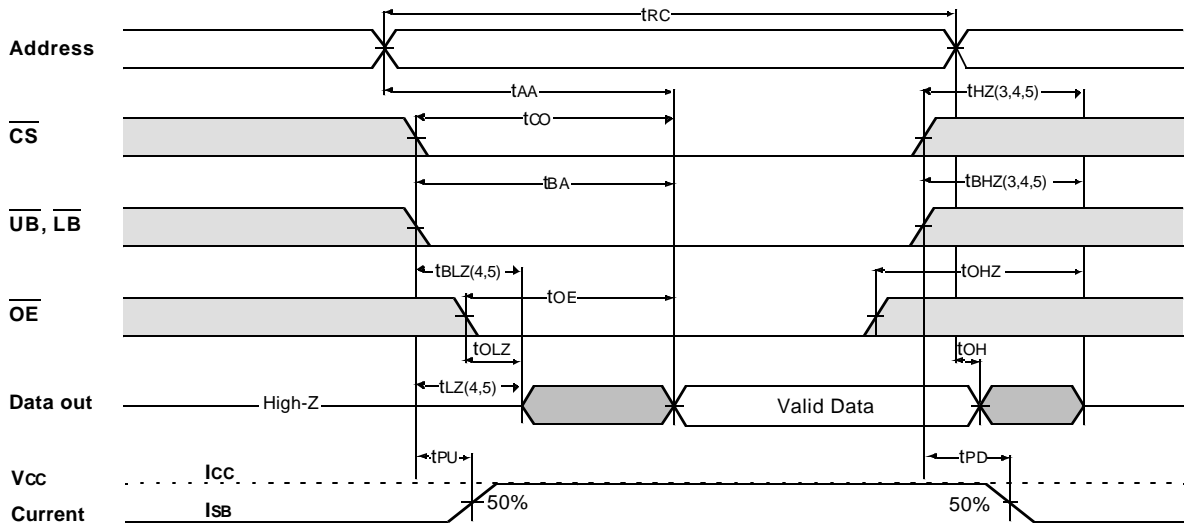 tRC
Address
tAA
tHZ(3,4,5)
CS
tCO
tBA
tBHZ(3,4,5)
UB, LB
tBLZ(4,5)
tOHZ
tOE
OE
tOLZ
tOH
tLZ(4,5)
Data out
High-Z
Valid Data
tPU
tPD
VCC
ICC
50%
50%
Current
ISB